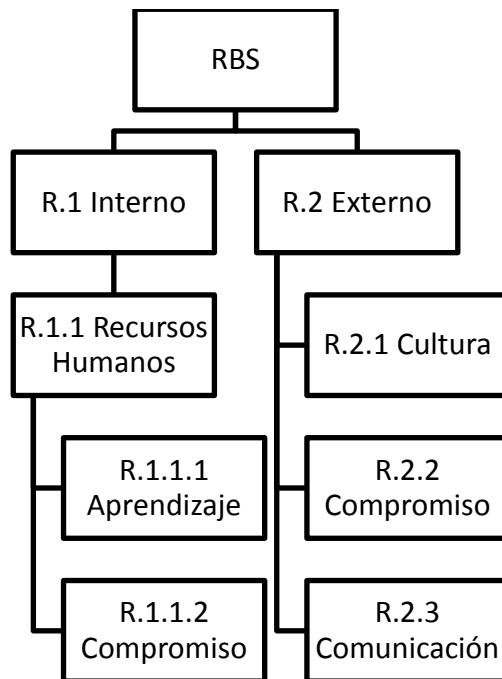 RBS
R.1 Interno
R.2 Externo
R.1.1 Recursos
Humanos
R.2.1 Cultura
R.1.1.1
Aprendizaje
R.2.2
Compromiso
R.1.1.2
Compromiso
R.2.3
Comunicación